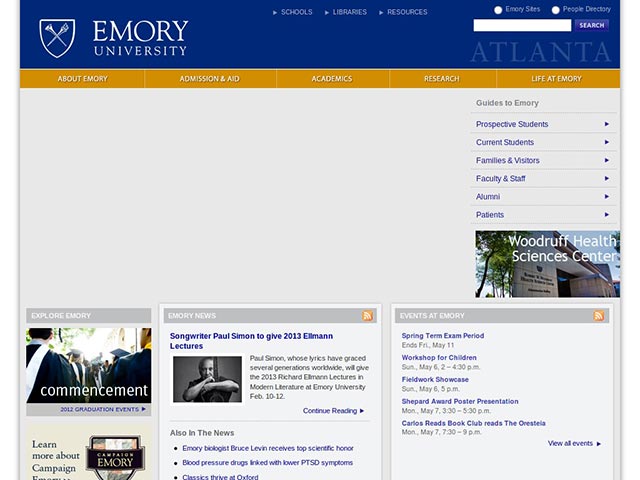 EMORY
UNIVERSITY
SCHOOLS
LIBRARIES
RESOURCES
Emory Sites
People Directory
SEARCH
ATLANTA
ABOUT EMORY
ADMISSION & AID
ACADEMICS
RESEARCH
LIFE AT EMORY
Guides to Emory
Prospective Students
Current Students
Families & Visitors
Faculty & Staff
Alumni
Patients
Woodruff Health
Sciences Center
EXPLORE EMORY
commencement
2012 GRADUATION EVENTS
Learn
more about
Campaign
Emory >>
CAMPAIGN
EMORY
EMORY NEWS
Songwriter Paul Simon to give 2013 Ellmann
Lectures
Paul Simon, whose lyrics have graced
several generations worldwide, will give
the 2013 Richard Ellmann Lectures in
Modern Literature at Emory University
Feb. 10-12.
Continue Reading
Also In The News
Emory biologist Bruce Levin receives top scientific honor
Blood pressure drugs linked with lower PTSD symptoms
Classics thrive at Oxford
EVENTS AT EMORY
Spring Term Exam Period
Ends Fri., May 11
Workshop for Children
Sun., May 6, 2 – 4:30 p.m.
Fieldwork Showcase
Sun., May 6, 5 p.m.
Shepard Award Poster Presentation
Mon., May 7, 3:30 – 5:30 p.m.
Carlos Reads Book Club reads The Oresteia
Mon., May 7, 7:30 – 9 p.m.
View all events